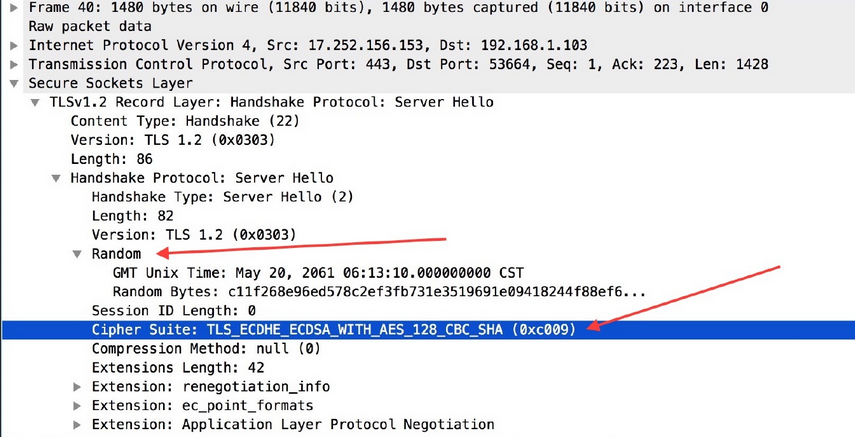 Frame 40: 1480 bytes on wire (11840 bits), 1480 bytes captured (11840 bits) on interface 0
Raw packet data
Internet Protocol Version 4, Src: 17.252.156.153, Dst: 192.168.1.103
Transmission Control Protocol, Src Port: 443, Dst Port: 53664, Seq: 1, Ack: 223, Len: 1428
Secure Sockets Layer
TLSv1.2 Record Layer: Handshake Protocol: Server Hello
Content Type: Handshake (22)
Version: TLS 1.2 (0x0303)
Length: 86
Handshake Protocol: Server Hello
Handshake Type: Server Hello (2)
Length: 82
Version: TLS 1.2 (0x0303)
Random
GMT Unix Time: May 20, 2061 06:13:10.000000000 CST
Random Bytes: c11f268e96ed578c2ef3fb731e3519691e09418244f88ef6...
Session ID Length: 0
Cipher Suite: TLS_ECDHE_ECDSA_WITH_AES_128_CBC_SHA (0xc009)
Compression Method: null (0)
Extensions Length: 42
Extension: renegotiation_info
Extension: ec_point_formats
Extension: Application Layer Protocol Negotiation